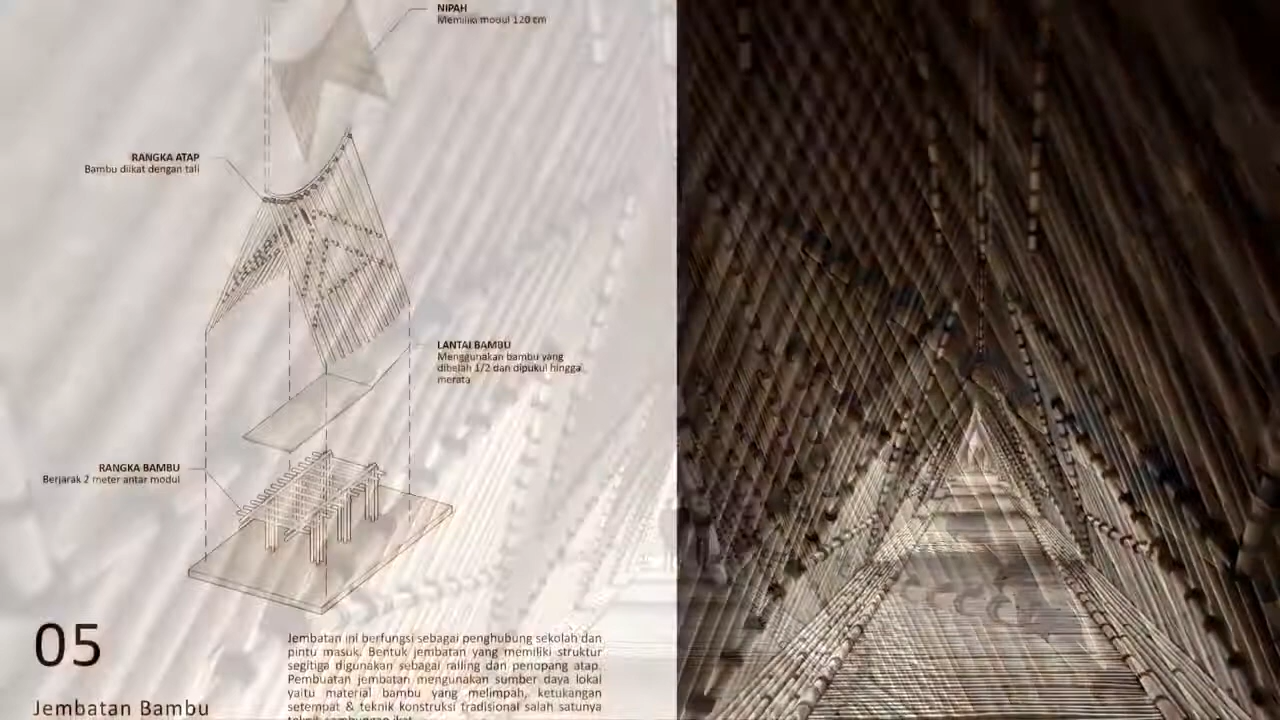 NIPAH
Memiliki modul 120 cm
RANGKA ATAP
Bambu diikat dengan tali
LANTAI BAMBU
Menggunakan bambu yang
dibelah 1/2 dan dipukul hingga
merata
RANGKA BAMBU
Berjarak 2 meter antar modul
05
Jembatan Bambu
Jembatan ini berfungsi sebagai penghubung sekolah dan
pintu masuk. Bentuk jembatan yang memiliki struktur
segitiga digunakan sebagai railing dan penopang atap.
Pembuatan jembatan mengunakan sumber daya lokal
yaitu material bambu yang melimpah, ketukangan
setempat & teknik konstruksi tradisional salah satunya